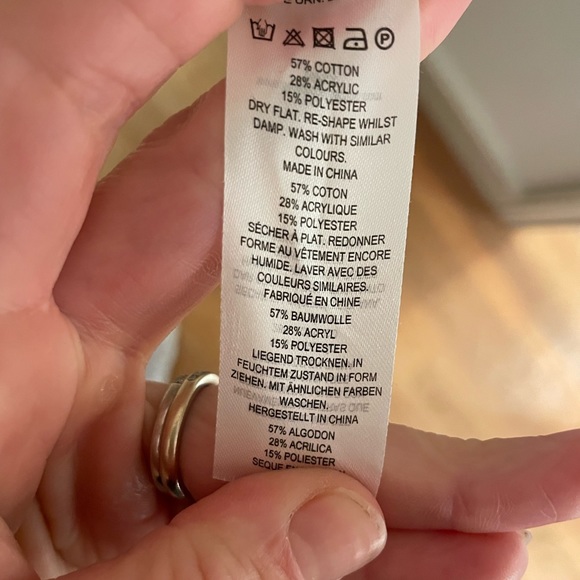 P
57% COTTON
28% ACRYLIC
15% POLYESTER
DRY FLAT. RE-SHAPE WHILST
DAMP. WASH WITH SIMILAR
COLOURS.
MADE IN CHINA
57% COTON
28% ACRYLIQUE
15% POLYESTER
SÉCHER À PLAT. REDONNER
FORME AU VÊTEMENT ENCORE
HUMIDE. LAVER AVEC DES
COULEURS SIMILAIRES.
FABRIQUÉ EN CHINE
57% BAUMWOLLE
28% ACRYL
15% POLYESTER
LIEGEND TROCKNEN. IN
FEUCHTEM ZUSTAND IN FORM
ZIEHEN. MIT ÄHNLICHEN FARBEN
WASCHEN.
HERGESTELLT IN CHINA
57% ALGODON
28% ACRILICA
15% POLIESTER